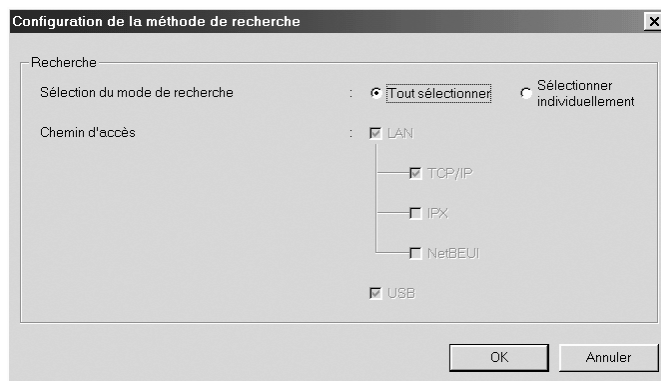 Configuration de la méthode de recherche
Recherche
Sélection du mode de recherche : Tout sélectionner Sélectionner individuellement
Chemin d'accès : LAN
TCP/IP
IPX
NetBEUI
USB
OK Annuler